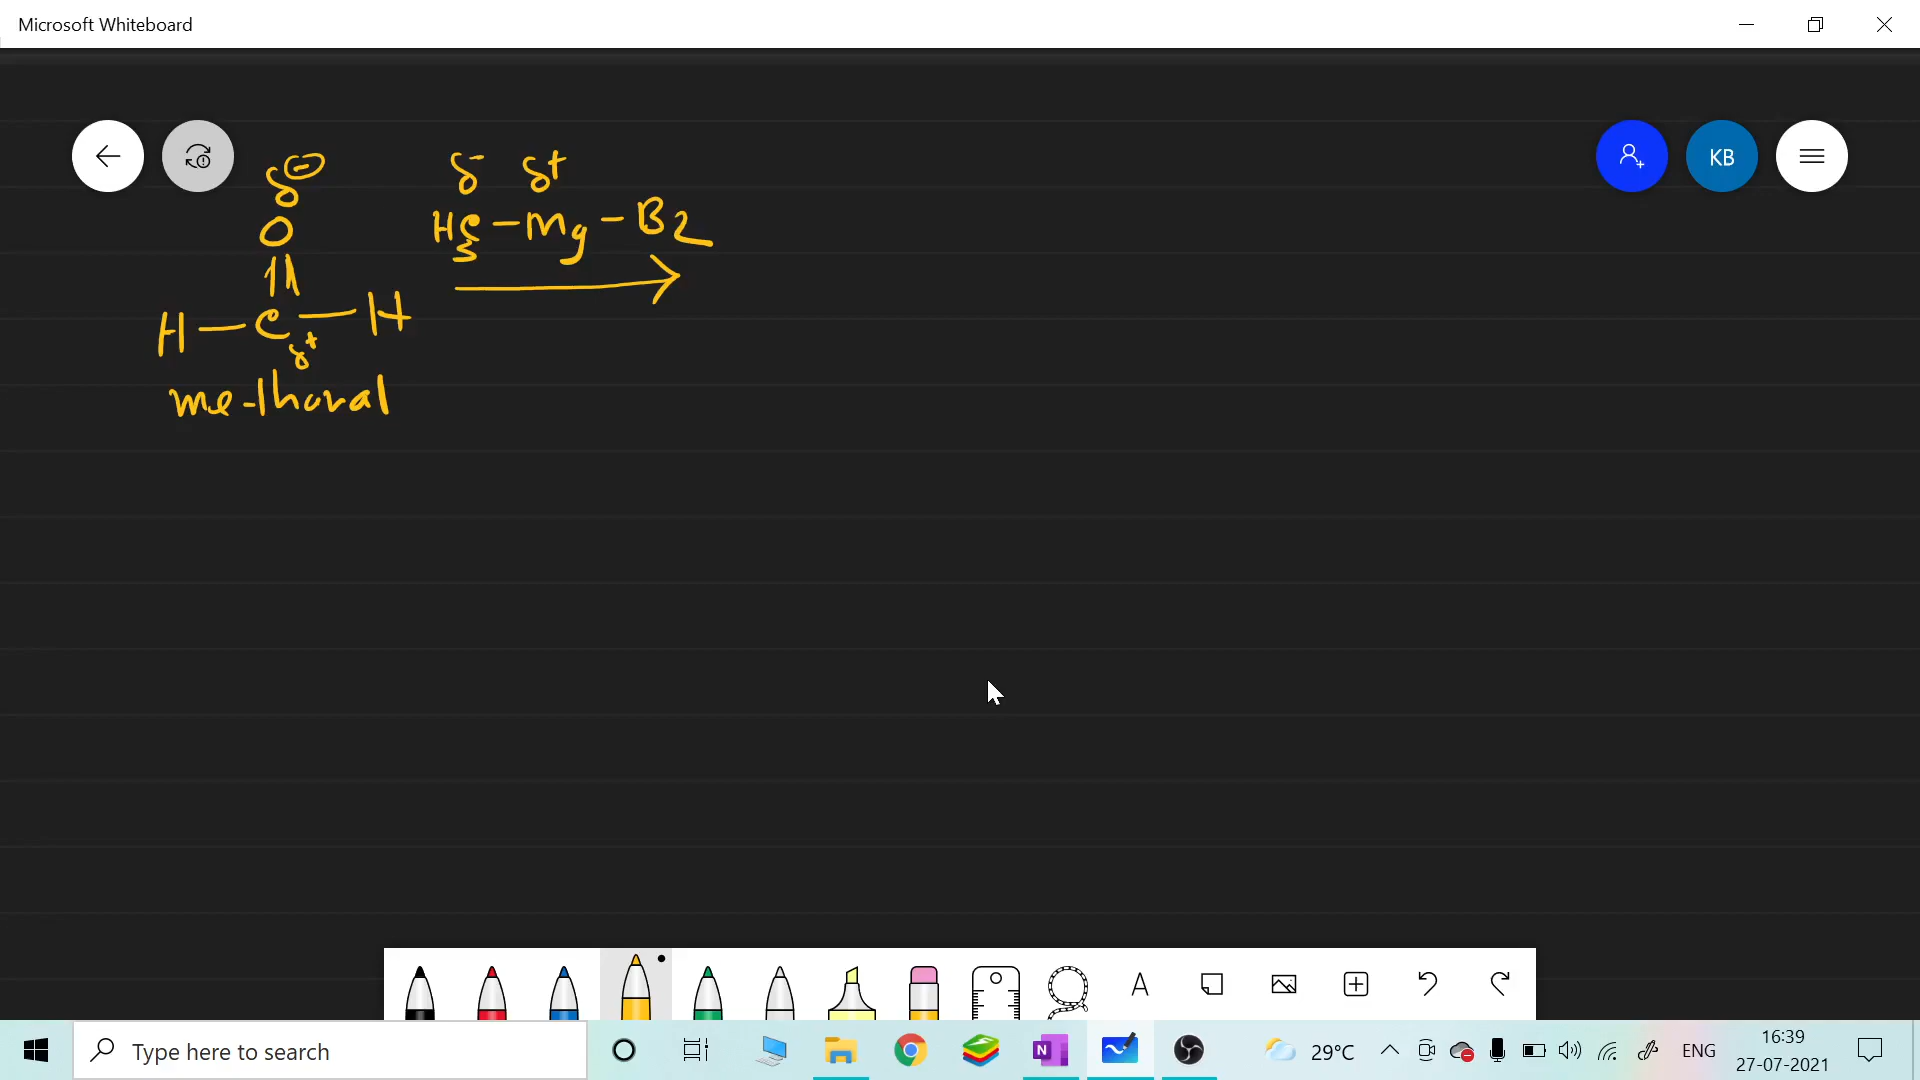 Microsoft Whiteboard
δ⊖
δ- δ+
O
H3C-Mg-Br
H-C-H
δ+
methanal
KB
A
N
Type here to search
29°C
ENG
16:39
27-07-2021